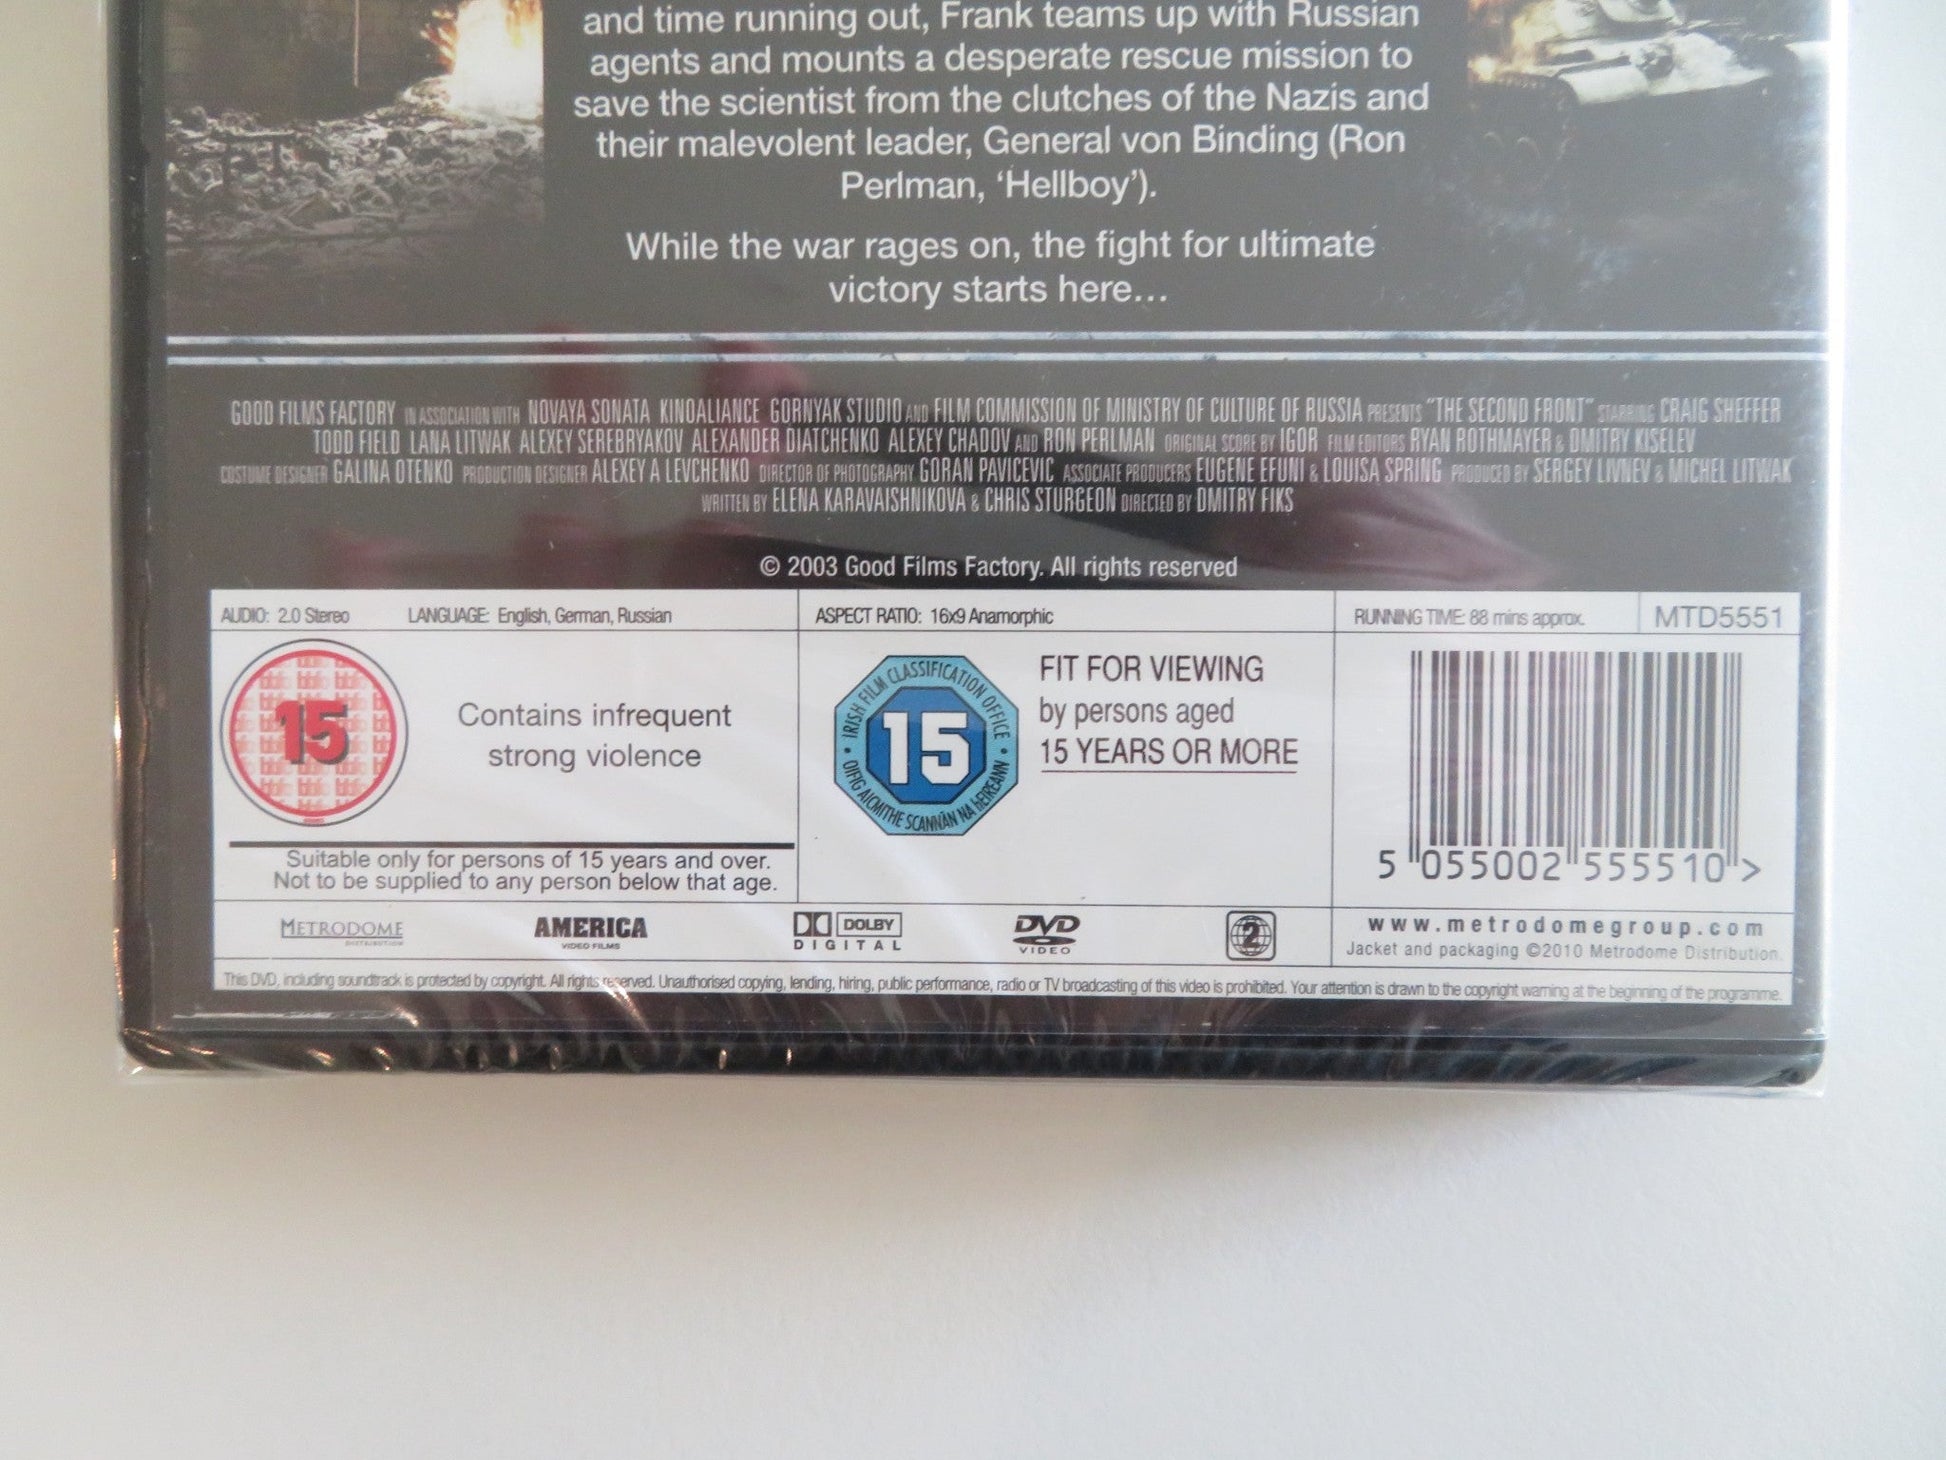 and time running out, Frank teams up with Russian
agents and mounts a desperate rescue mission to
save the scientist from the clutches of the Nazis and
their malevolent leader, General von Binding (Ron
Perlman, ‘Hellboy’).
While the war rages on, the fight for ultimate
victory starts here...
GOOD FILMS FACTORY IN ASSOCIATION WITH NOVAYA SONATA KINOALLIANCE GORNYAK STUDIO AND FILM COMMISSION OF MINISTRY OF CULTURE OF RUSSIA PRESENTS "THE SECOND FRONT" STARRING CRAIG SHEFFER
TODD FIELD LANA LITWAK ALEXEY SEREBRYAKOV ALEXANDER DIATCHENKO ALEXEY CHADOV AND RON PERLMAN ORIGINAL SCORE BY IGOR FILM EDITORS RYAN ROTHMAYER & DMITRY KISELEV
COSTUME DESIGNER GALINA OTENKO PRODUCTION DESIGNER ALEXEY A LEVCHENKO DIRECTOR OF PHOTOGRAPHY GORAN PAVICEVIC ASSOCIATE PRODUCERS EUGENE EFUNI & LOUISA SPRING PRODUCED BY SERGEY LIVNEV & MICHEL LITWAK
WRITTEN BY ELENA KARAVAISHNIKOVA & CHRIS STURGEON DIRECTED BY DMITRY FIKS
© 2003 Good Films Factory. All rights reserved
AUDIO: 2.0 Stereo LANGUAGE: English, German, Russian ASPECT RATIO: 16x9 Anamorphic RUNNING TIME: 88 mins approx. MTD5551
15
Contains infrequent
strong violence
Suitable only for persons of 15 years and over.
Not to be supplied to any person below that age.
IRISH FILM CLASSIFICATION OFFICE
15
OIFIG AICMITHE SCANNÁN NA hÉIREANN
FIT FOR VIEWING
by persons aged
15 YEARS OR MORE
5 055002 555510 >
METRODOME
DISTRIBUTION
AMERICA
VIDEO FILMS
DOLBY
DIGITAL
DVD
VIDEO
2
www.metrodomegroup.com
Jacket and packaging ©2010 Metrodome Distribution.
This DVD, including soundtrack is protected by copyright. All rights reserved. Unauthorised copying, lending, hiring, public performance, radio or TV broadcasting of this video is prohibited. Your attention is drawn to the copyright warning at the beginning of the programme.